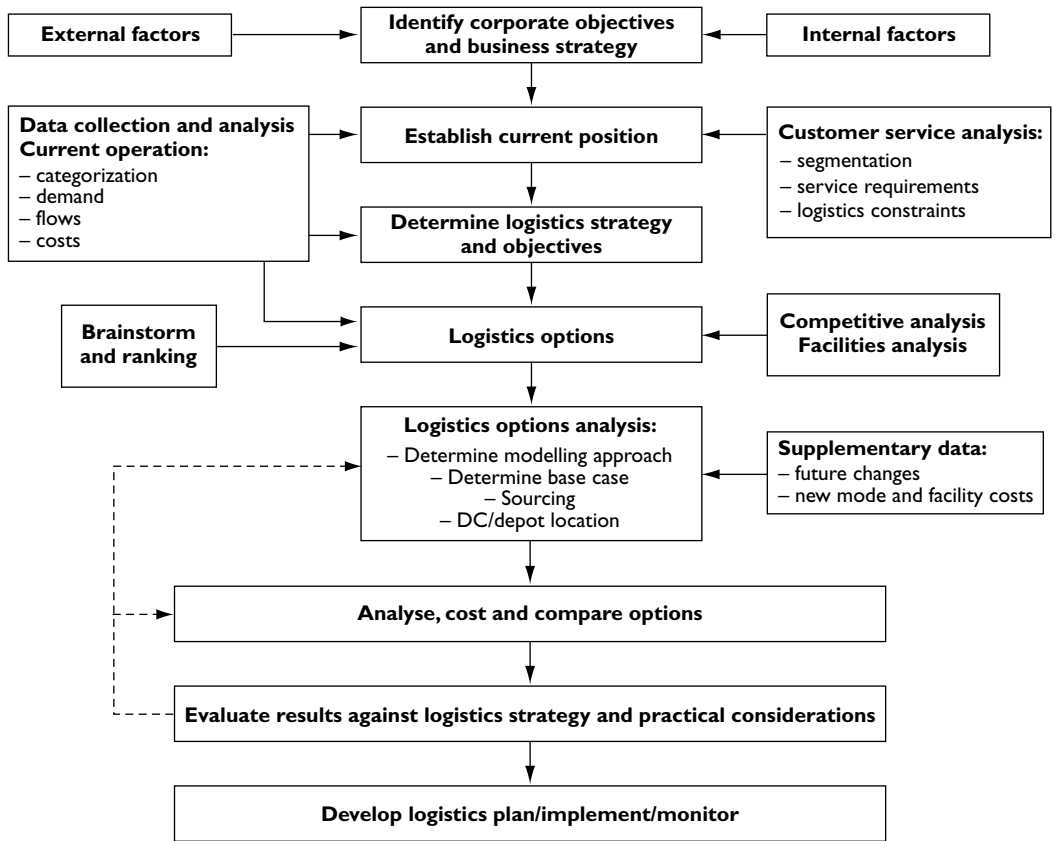 External factors
Identify corporate objectives
and business strategy
Internal factors
Data collection and analysis
Current operation:
– categorization
– demand
– flows
– costs
Establish current position
Customer service analysis:
– segmentation
– service requirements
– logistics constraints
Determine logistics strategy
and objectives
Brainstorm
and ranking
Logistics options
Competitive analysis
Facilities analysis
Logistics options analysis:
– Determine modelling approach
– Determine base case
– Sourcing
– DC/depot location
Supplementary data:
– future changes
– new mode and facility costs
Analyse, cost and compare options
Evaluate results against logistics strategy and practical considerations
Develop logistics plan/implement/monitor